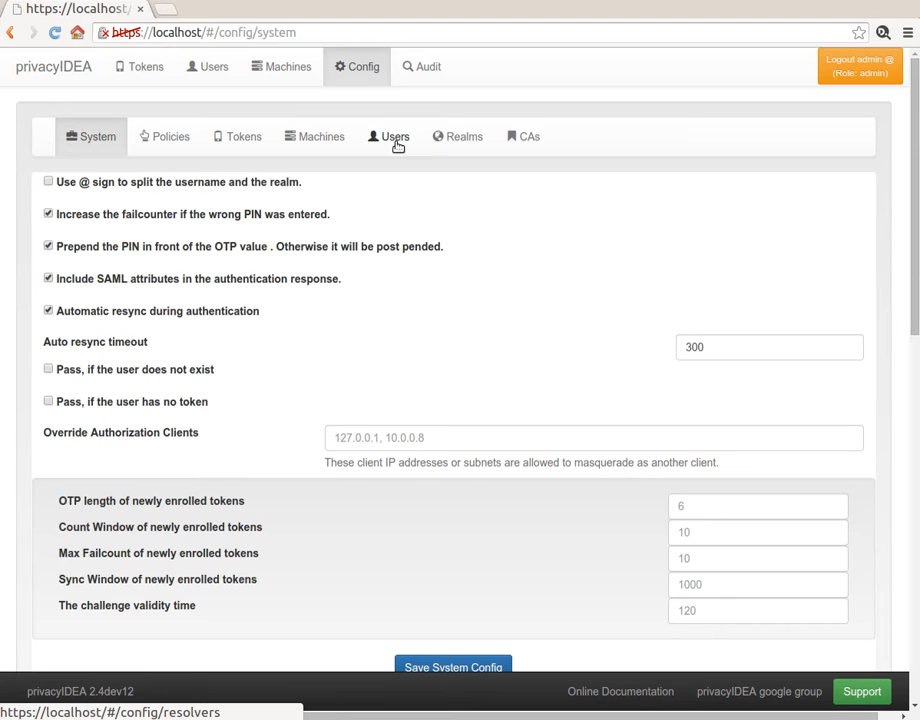 https://localhost/
https://localhost/#/config/system
privacyIDEA Tokens Users Machines Config Audit
Logout admin @
(Role: admin)
System Policies Tokens Machines Users Realms CAs
Use @ sign to split the username and the realm.
Increase the failcounter if the wrong PIN was entered.
Prepend the PIN in front of the OTP value . Otherwise it will be post pended.
Include SAML attributes in the authentication response.
Automatic resync during authentication
Auto resync timeout 300
Pass, if the user does not exist
Pass, if the user has no token
Override Authorization Clients 127.0.0.1, 10.0.0.8
These client IP addresses or subnets are allowed to masquerade as another client.
OTP length of newly enrolled tokens 6
Count Window of newly enrolled tokens 10
Max Failcount of newly enrolled tokens 10
Sync Window of newly enrolled tokens 1000
The challenge validity time 120
Save System Config
privacyIDEA 2.4dev12 Online Documentation privacyIDEA google group Support
https://localhost/#/config/resolvers